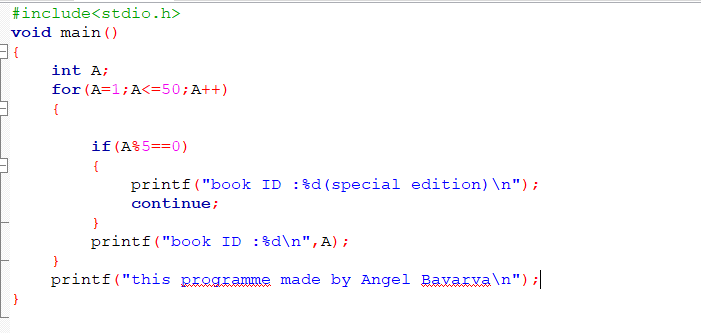 #include<stdio.h>
void main()
{
int A;
for(A=1;A<=50;A++)
{
if(A%5==0)
{
printf("book ID :%d(special edition)\n");
continue;
}
printf("book ID :%d\n",A);
}
printf("this programme made by Angel Bavarva\n");
}